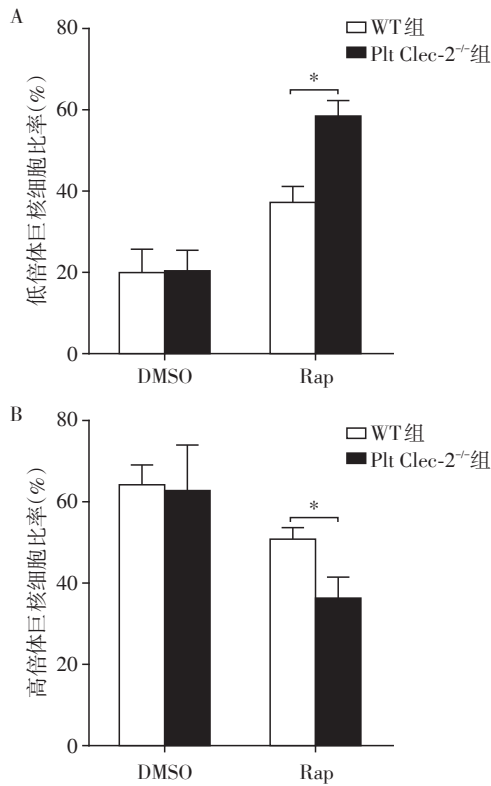 A
80
60
40
20
0
低倍体巨核细胞比率(%)
WT组
Plt Clec-2⁻/⁻组
*
DMSO
Rap
B
80
60
40
20
0
高倍体巨核细胞比率(%)
WT组
Plt Clec-2⁻/⁻组
*
DMSO
Rap